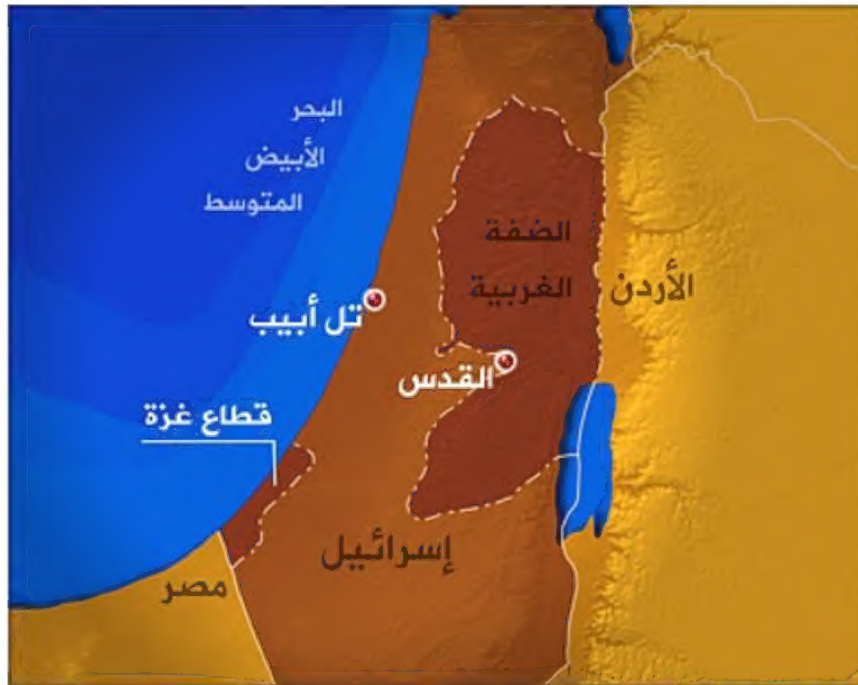 البحر
الأبيض
المتوسط
الضفة
الغربية
الأردن
تل أبيب
القدس
قطاع غزة
إسرائيل
مصر